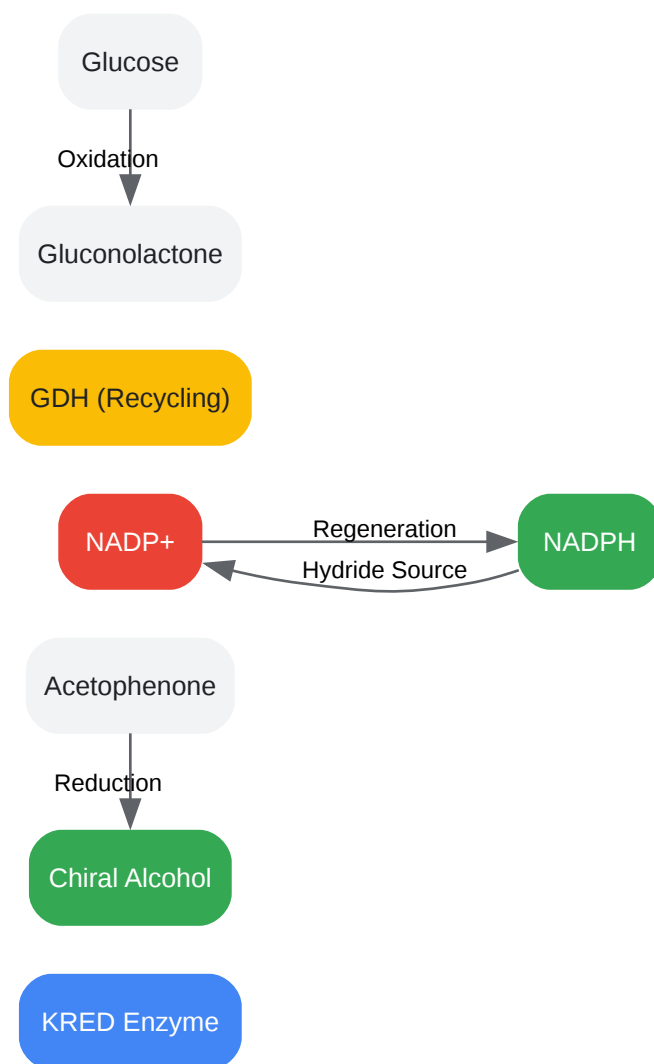 Glucose
Oxidation
Gluconolactone
GDH (Recycling)
NADP+
Regeneration
NADPH
Hydride Source
Acetophenone
Reduction
Chiral Alcohol
KRED Enzyme